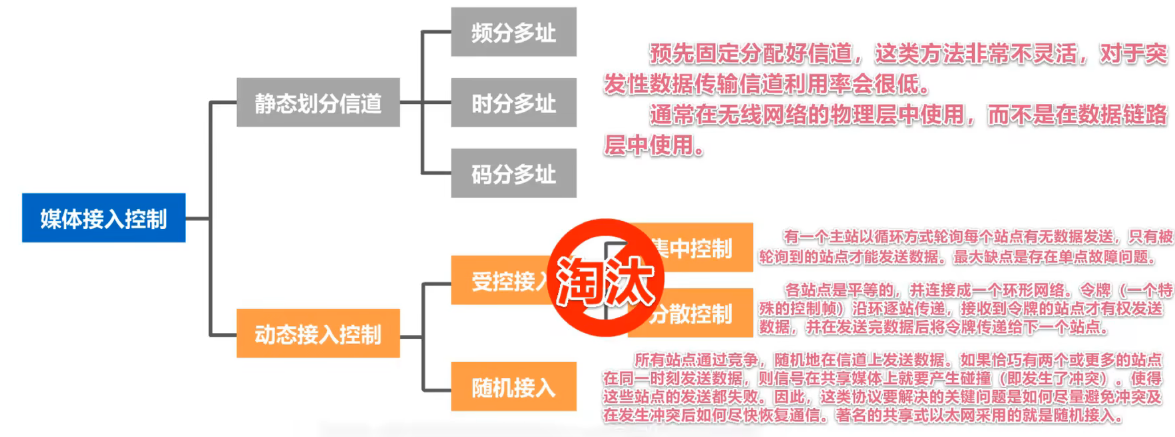 频分多址
预先固定分配好信道，这类方法非常不灵活，对于突
发性数据传输信道利用率会很低。
静态划分信道
时分多址
通常在无线网络的物理层中使用，而不是在数据链路
层中使用。
码分多址
媒体接入控制
集中控制
有一个主站以循环方式轮询每个站点有无数据发送，只有被
轮询到的站点才能发送数据。最大缺点是存在单点故障问题。
受控接入
淘汰
分散控制
各站点是平等的，并连接成一个环形网络。令牌（一个特
殊的控制帧）沿环逐站传递，接收到令牌的站点才有权发送
数据，并在发送完数据后将令牌传递给下一个站点。
动态接入控制
随机接入
所有站点通过竞争，随机地在信道上发送数据。如果恰巧有两个或更多的站点
在同一时刻发送数据，则信号在共享媒体上就要产生碰撞（即发生了冲突）。使得
这些站点的发送都失败。因此，这类协议要解决的关键问题是如何尽量避免冲突及
在发生冲突后如何尽快恢复通信。著名的共享式以太网采用的就是随机接入。